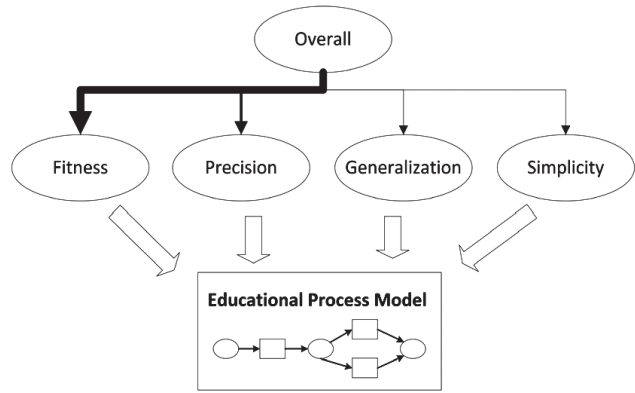 Overall
Fitness
Precision
Generalization
Simplicity
Educational Process Model